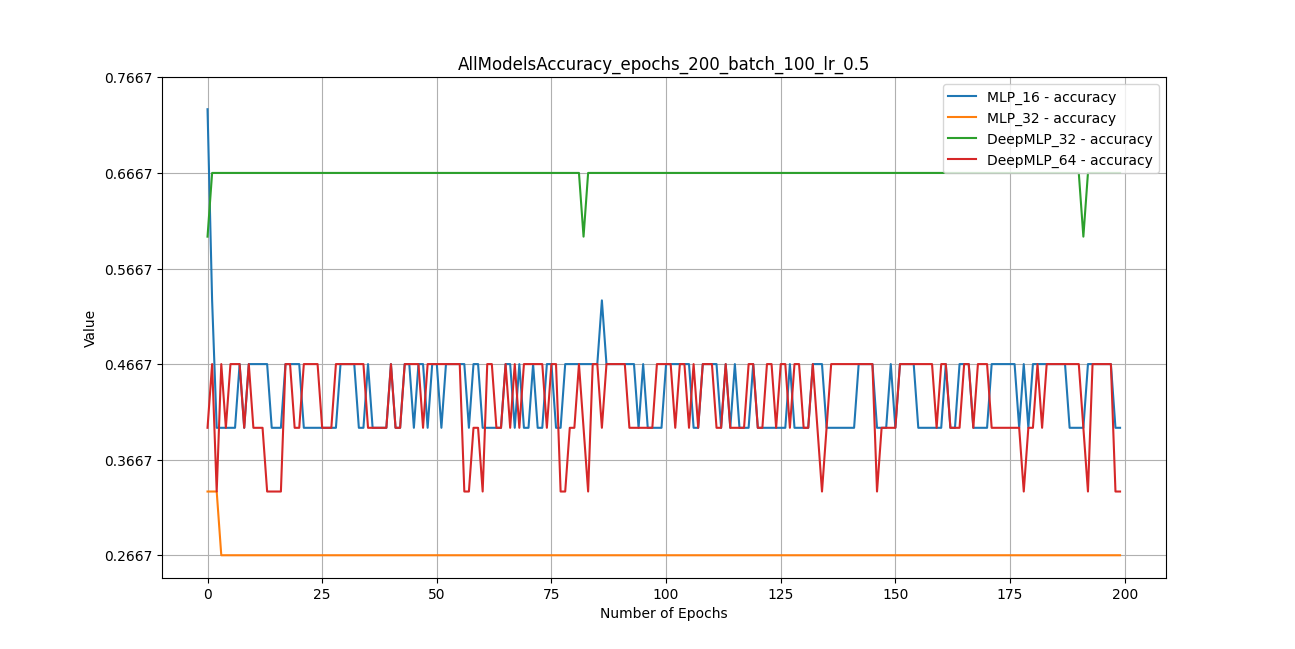 AllModelsAccuracy_epochs_200_batch_100_lr_0.5
0.7667
0.6667
0.5667
0.4667
0.3667
0.2667
Value
MLP_16 - accuracy
MLP_32 - accuracy
DeepMLP_32 - accuracy
DeepMLP_64 - accuracy
0 25 50 75 100 125 150 175 200
Number of Epochs